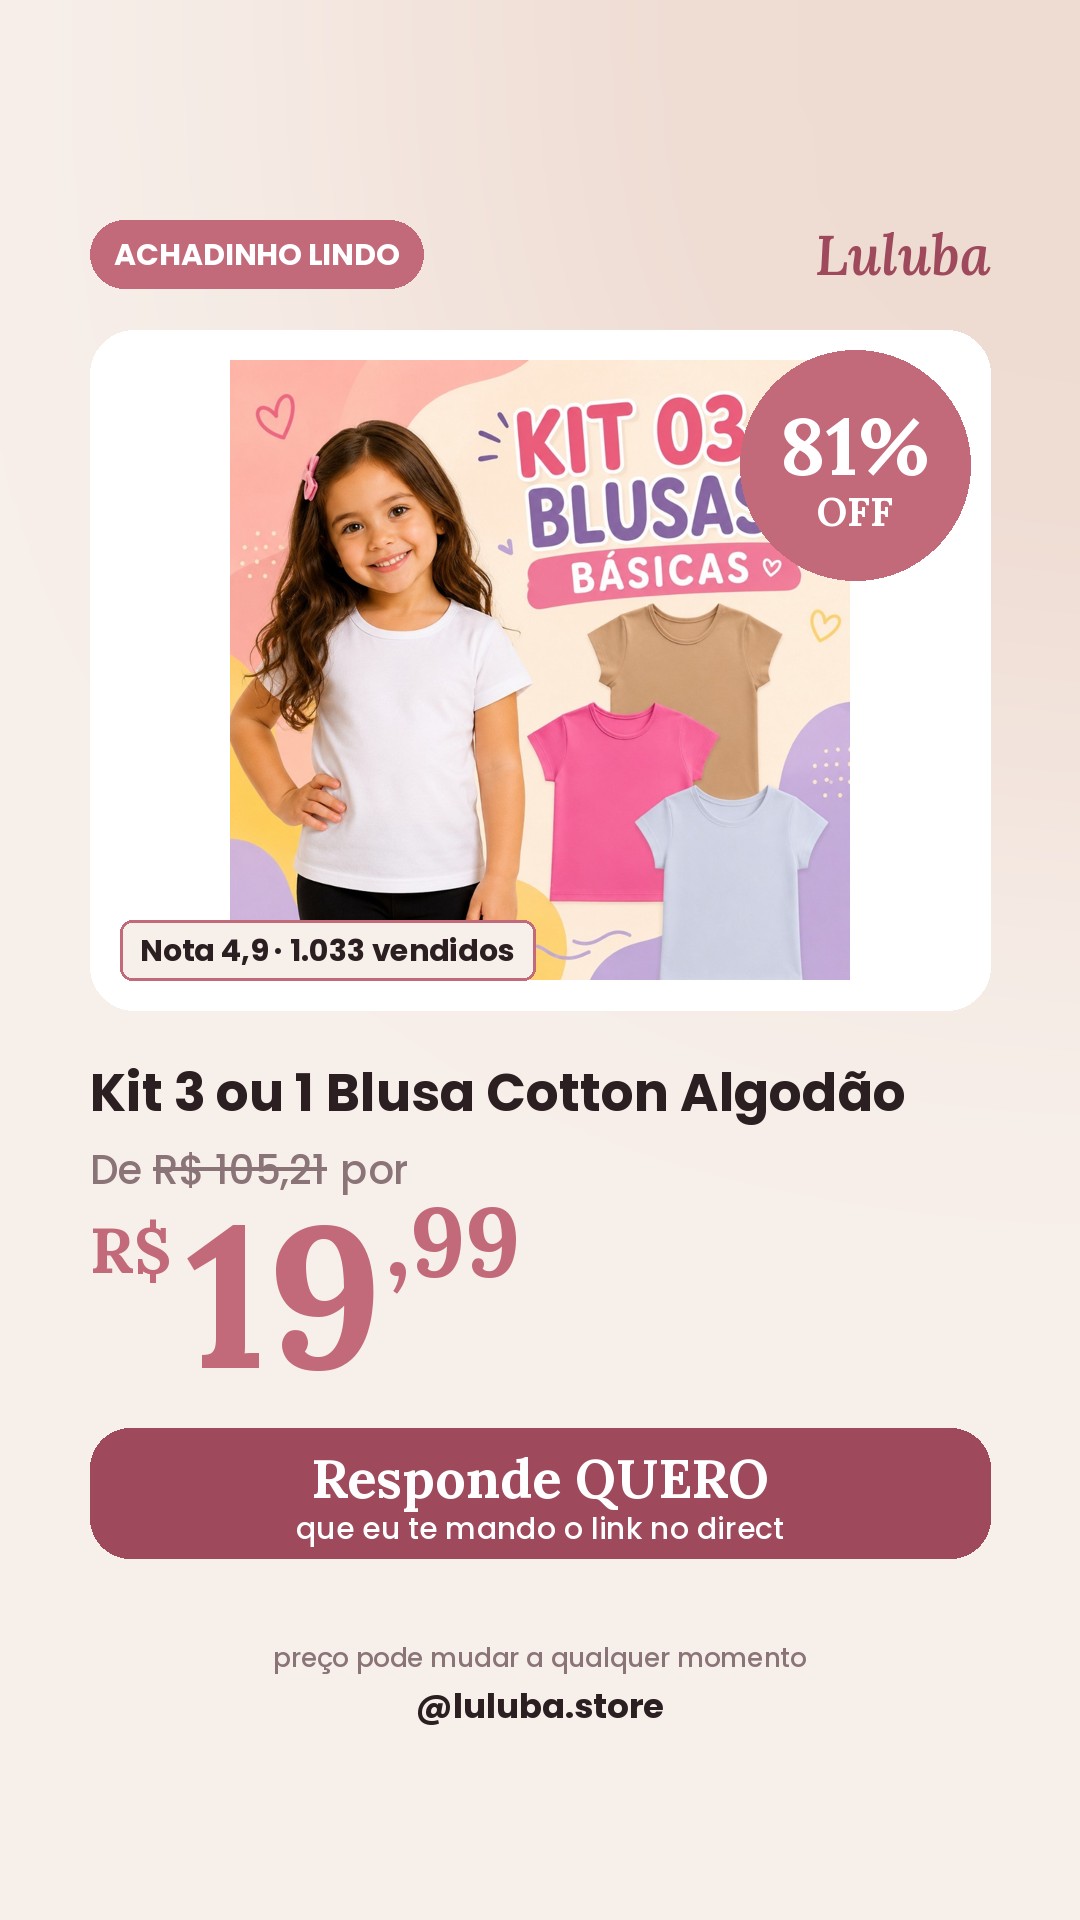 ACHADINHO LINDO
Luluba
KIT 03
BLUSAS
BÁSICAS
81%
OFF
Nota 4,9 · 1.033 vendidos
Kit 3 ou 1 Blusa Cotton Algodão
De R$ 105,21 por
R$ 19,99
Responde QUERO
que eu te mando o link no direct
preço pode mudar a qualquer momento
@luluba.store